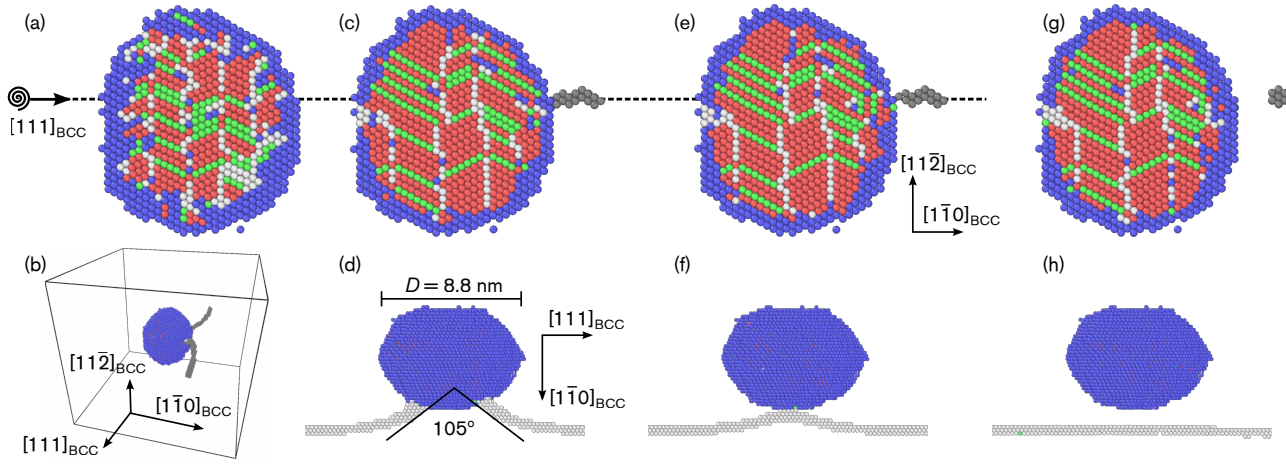 (a)
(c)
(e)
(g)
[111]BCC
[112̄]BCC
[11̄0]BCC
(b)
(d)
(f)
(h)
D = 8.8 nm
[111]BCC
[112̄]BCC
[11̄0]BCC
[11̄0]BCC
105°
[111]BCC